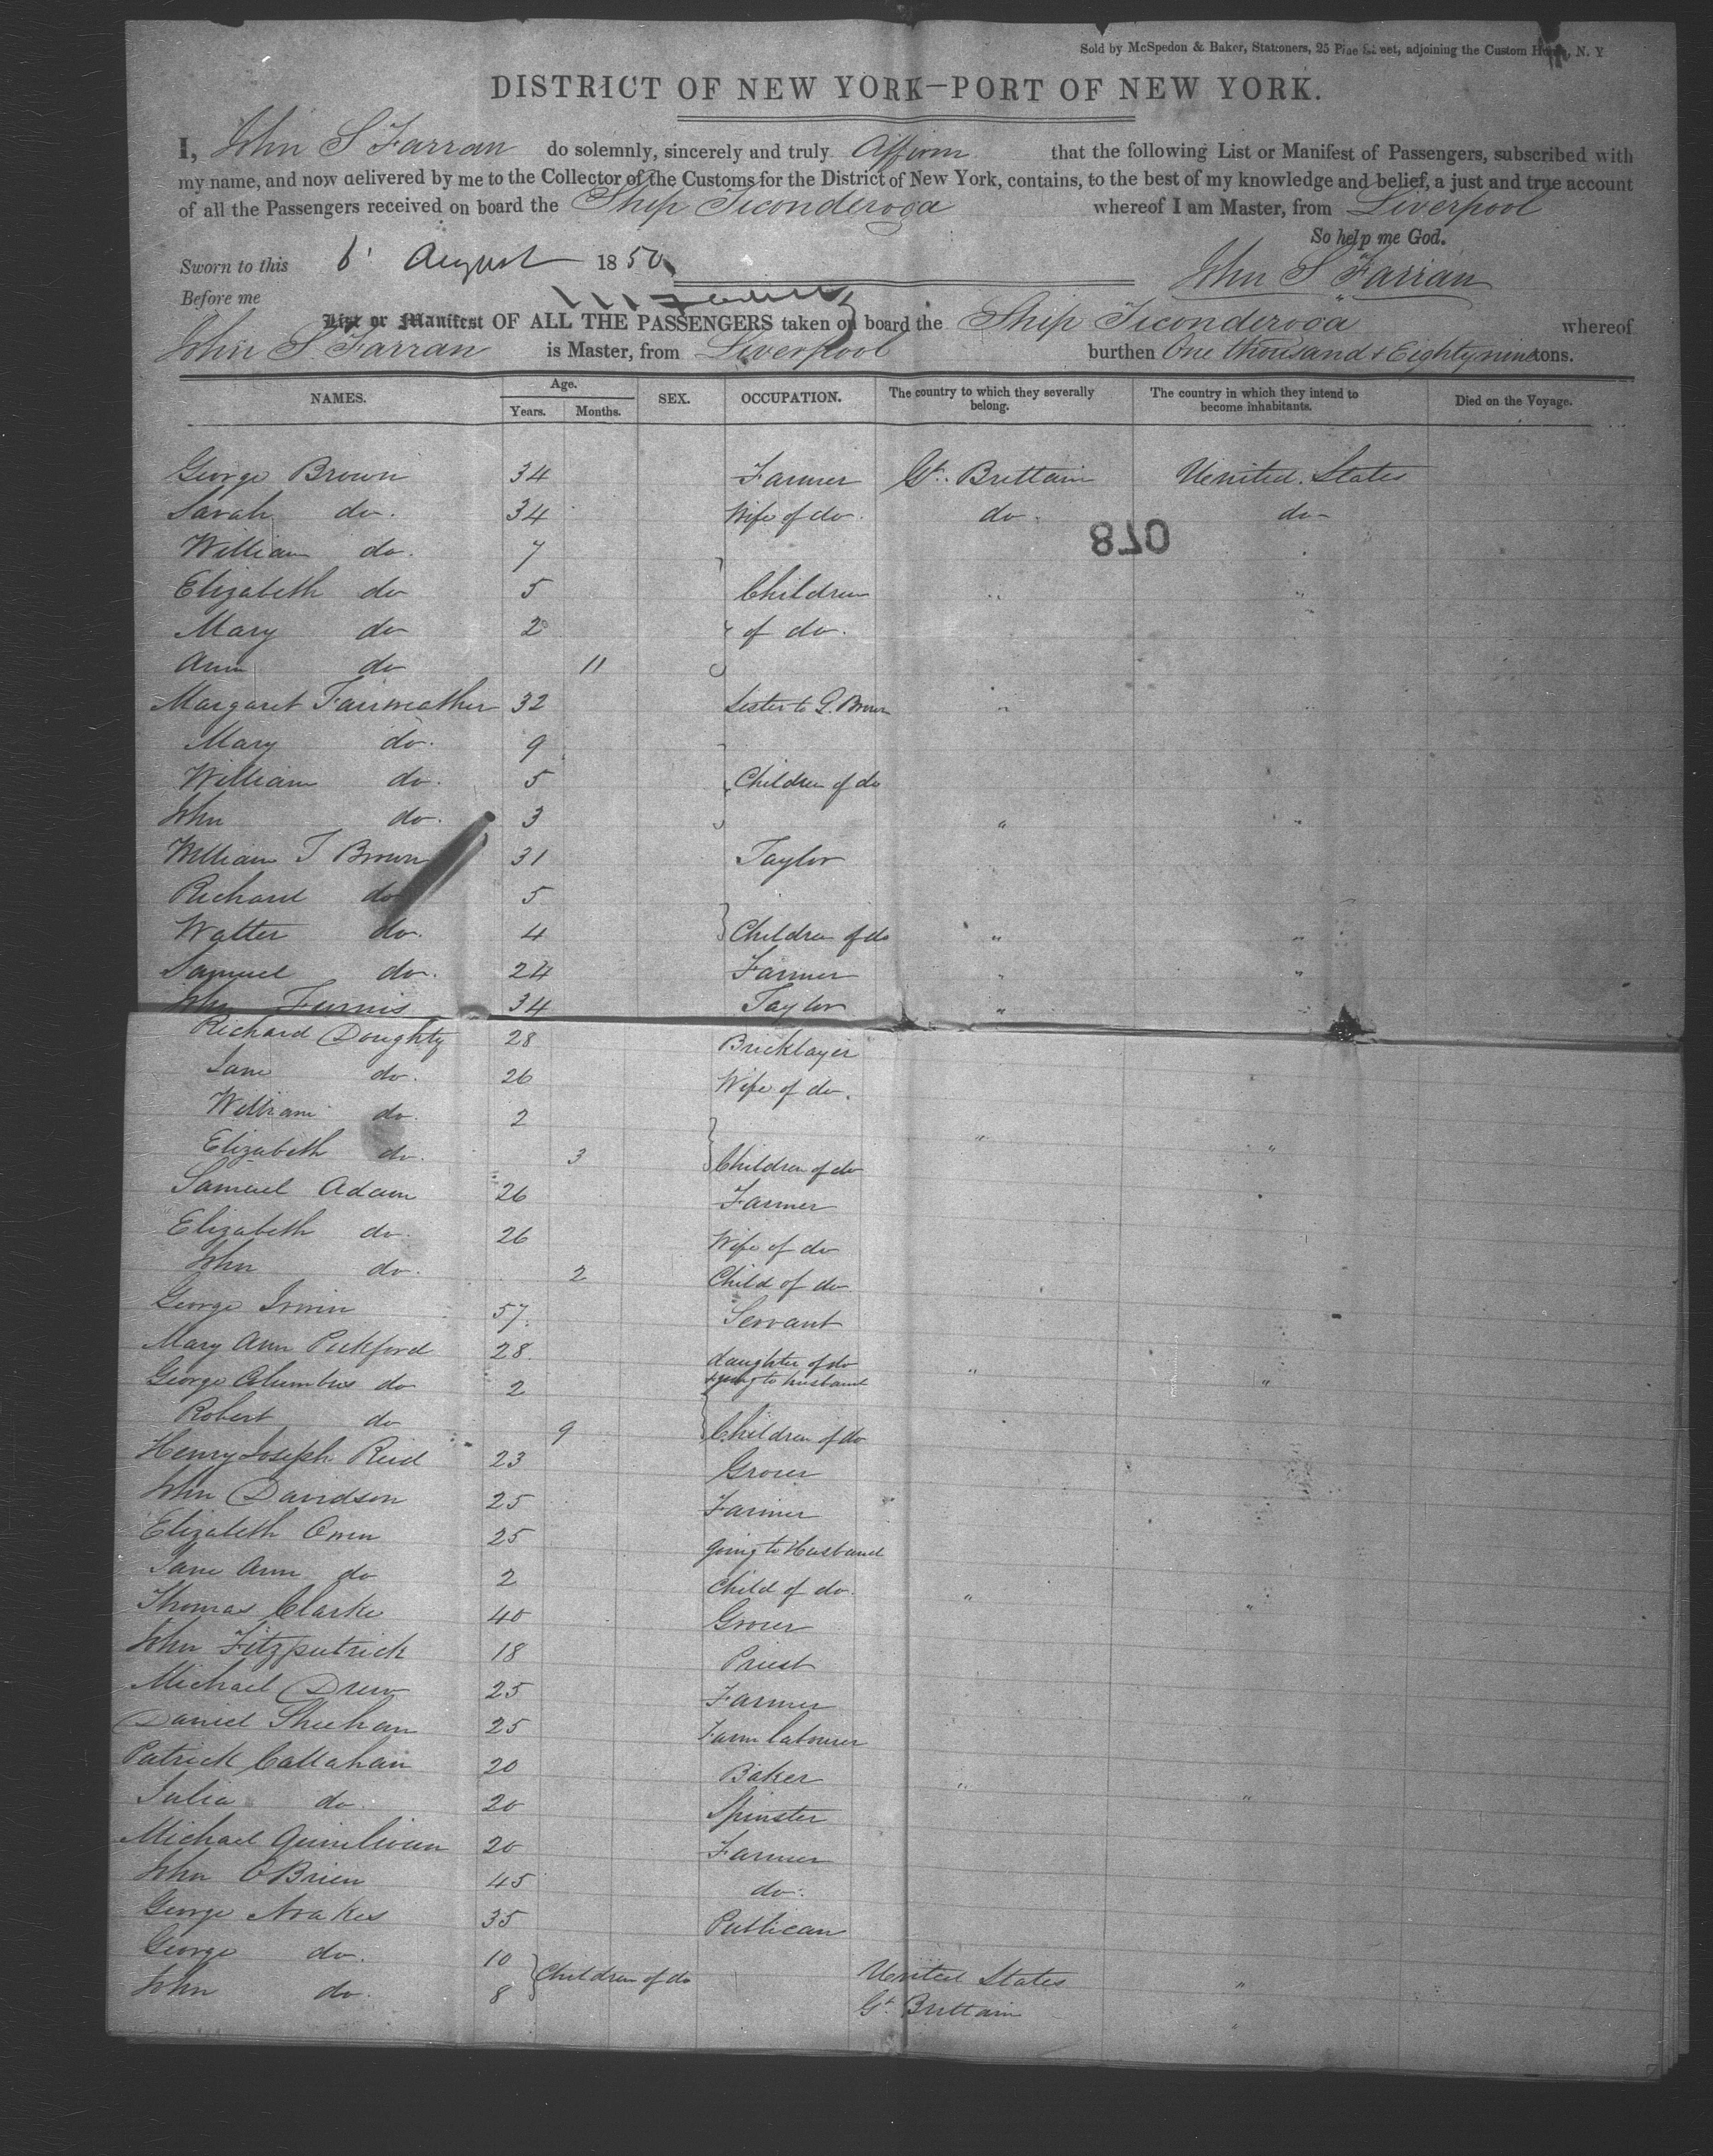 Sold by McSpedon & Baker, Stationers, 25 Pine Street, adjoining the Custom House, N. Y
DISTRICT OF NEW YORK—PORT OF NEW YORK.
I, John S Farran do solemnly, sincerely and truly Affirm that the following List or Manifest of Passengers, subscribed with
my name, and now delivered by me to the Collector of the Customs for the District of New York, contains, to the best of my knowledge and belief, a just and true account
of all the Passengers received on board the Ship Ticonderoga whereof I am Master, from Liverpool
So help me God.
Sworn to this 6 August 1850
John S Farran
Before me
List or Manifest OF ALL THE PASSENGERS taken on board the Ship Ticonderoga whereof
John S. Farran is Master, from Liverpool burthen One thousand & Eighty nine tons.
NAMES. Age. Years. Months. SEX. OCCUPATION. The country to which they severally belong. The country in which they intend to become inhabitants. Died on the Voyage.
George Brown 34 Farmer Gt. Brittain Uenited. States
Sarah do. 34 Wife of do. do. do-
078
William do. 7
Elizabeth do 5 Children " "
Mary do 2 of do.
Ann do 11
Margaret Fairweather 32 Sister to G. Brown " "
Mary do. 9
William do. 5 Children of do
John do. 3 " "
William T Brown 31 Taylor
Richard do 5
Walter do. 4 Children of do " "
Samuel do. 24 Farmer " "
John Furnis 34 Taylor "
Richard Doughty 28 Bricklayer
Jane do. 26 Wife of do.
William do. 2 " "
Elizabeth do. 3 Children of do
Samuel Adam 26 Farmer
Elizabeth do. 26 Wife of do
John do. 2 Child of do
George Irwin 57. Servant
Mary Ann Pickford 28. daughter of do going to husband " "
George Columbus do 2
Robert do 9 Children of do
Henry Joseph Reid 23 Grocer
John Davidson 25 Farmer
Elizabeth Owen 25 going to Husband
Jane Ann do 2 Child of do. " "
Thomas Clarke 40 Grocer
John Fitzpatrick 18 Priest
Michael Drew 25 Farmer
Daniel Sheehan 25 Farm labourer
Patrick Callahan 20 Baker " "
Julia do. 20 Spinster
Michael Quinlivan 20 Farmer
John OBrien 45 do.
George Noakes 35 Publican
George do. 10 Children of do United States "
John do. 8 Gt. Brittain